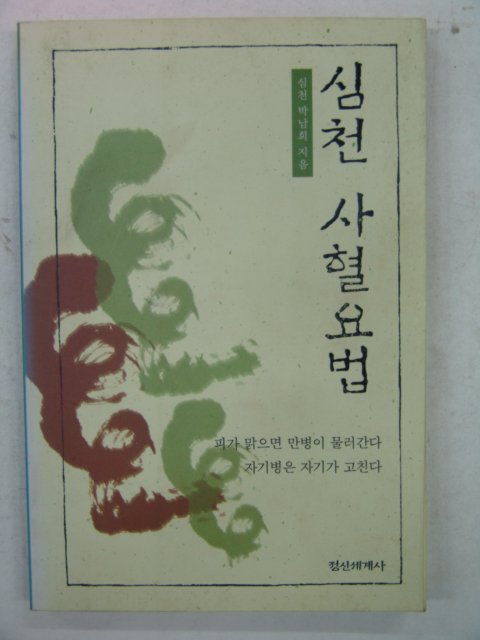 심천 사혈요법
심천 박남희 지음
피가 맑으면 만병이 물러간다
자기병은 자기가 고친다
정신세계사